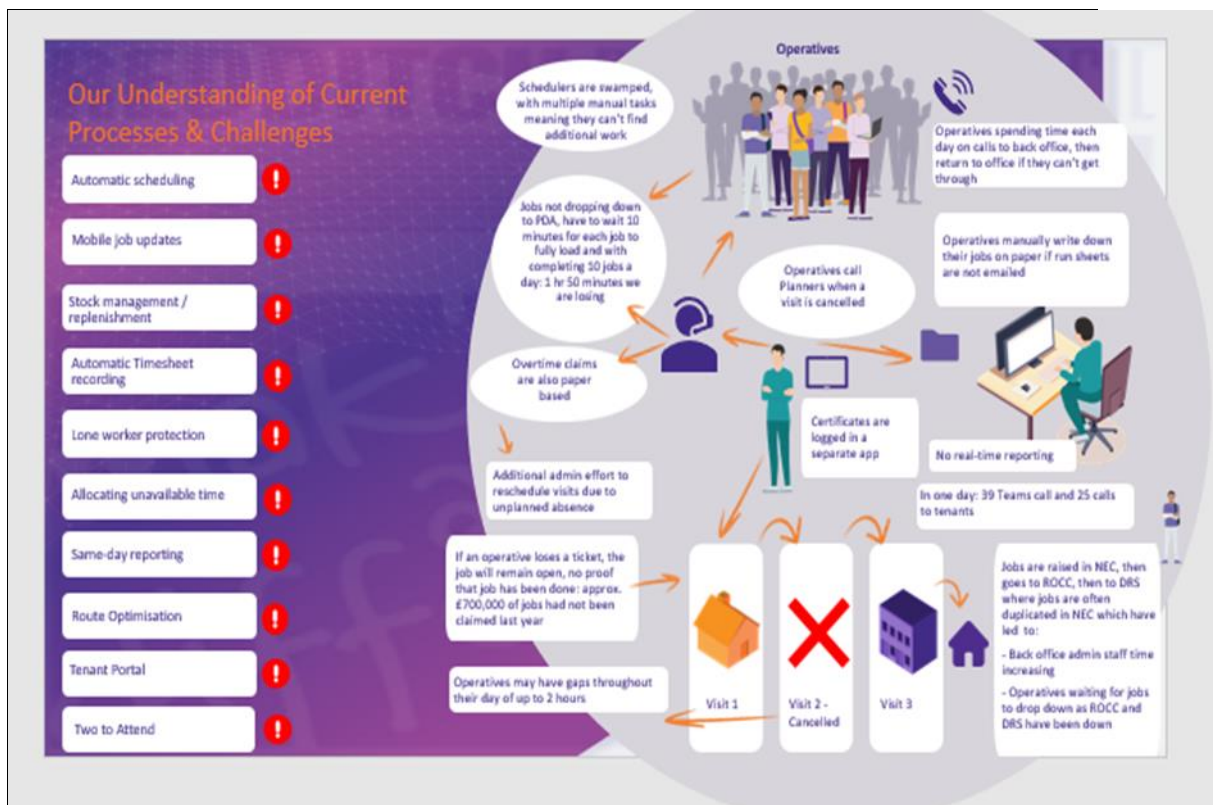 Our Understanding of Current
Processes & Challenges
Automatic scheduling
Mobile job updates
Stock management /
replenishment
Automatic Timesheet
recording
Lone worker protection
Allocating unavailable time
Same-day reporting
Route Optimisation
Tenant Portal
Two to Attend
Operatives
Schedulers are swamped,
with multiple manual tasks
meaning they can't find
additional work
Operatives spending time each
day on calls to back office, then
return to office if they can't get
through
Jobs not dropping down
to PDA, have to wait 10
minutes for each job to
fully load and with
completing 10 jobs a
day: 1 hr 50 minutes we
are losing
Operatives call
Planners when a
visit is cancelled
Operatives manually write down
their jobs on paper if run sheets
are not emailed
Overtime claims
are also paper
based
Certificates are
logged in a
separate app
No real-time reporting
Additional admin effort to
reschedule visits due to
unplanned absence
In one day: 39 Teams call and 25 calls
to tenants
If an operative loses a ticket, the
job will remain open, no proof
that job has been done: approx.
£700,000 of jobs had not been
claimed last year
Operatives may have gaps throughout
their day of up to 2 hours
Visit 1
Visit 2 -
Cancelled
Visit 3
Jobs are raised in NEC, then
goes to ROCC, then to DRS
where jobs are often
duplicated in NEC which have
led to:
- Back office admin staff time
increasing
- Operatives waiting for jobs
to drop down as ROCC and
DRS have been down